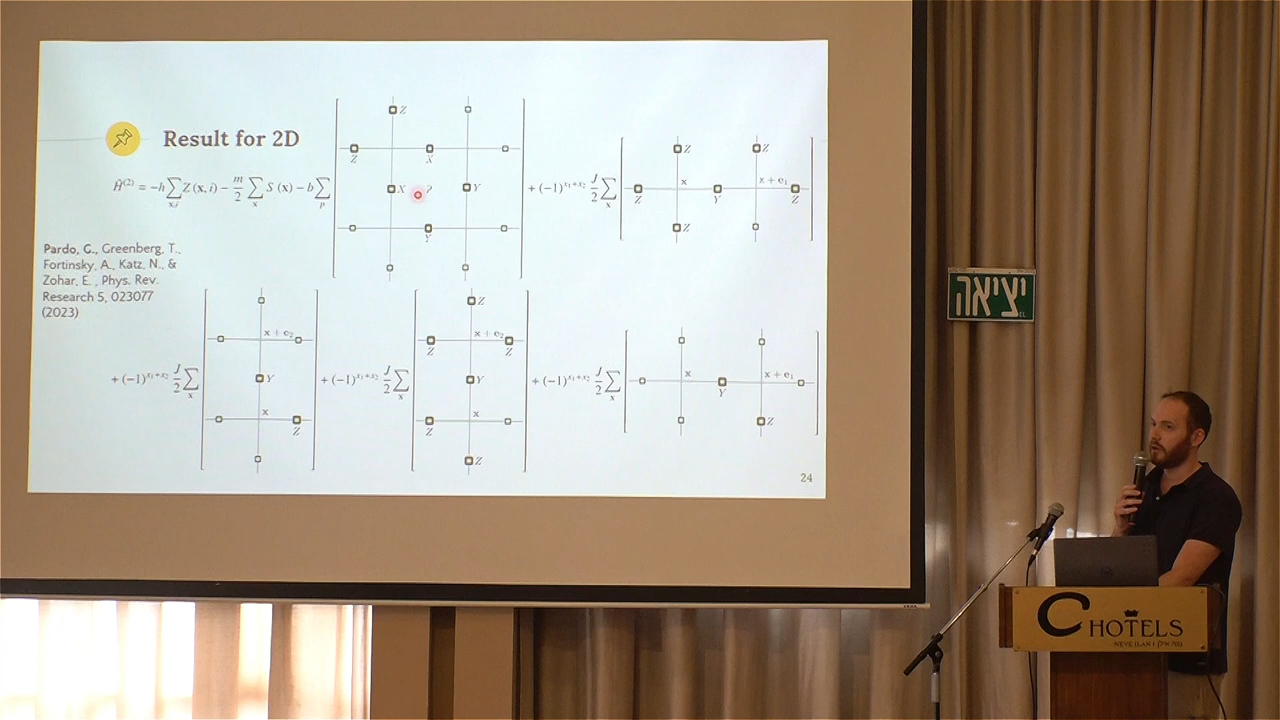 Result for 2D
Ĥ⁽²⁾ = −h∑Z(x,i) − m/2 ∑S(x) − b∑
x,i x p
Z
Z X
X p Y
Y
+ (−1)^{x₁+x₂} J/2 ∑
x
Z Z
x x + e₁
Z Y Z
Z
Pardo, G., Greenberg, T.,
Fortinsky, A., Katz, N., &
Zohar, E. , Phys. Rev.
Research 5, 023077
(2023)
+ (−1)^{x₁+x₂} J/2 ∑
x
x + e₂
Y
x
Z
+ (−1)^{x₁+x₂} J/2 ∑
x
Z
x + e₂
Z Z
Y
x
Z
Z
+ (−1)^{x₁+x₂} J/2 ∑
x
x x + e₁
Y
Z
24
יציאה
C HOTELS